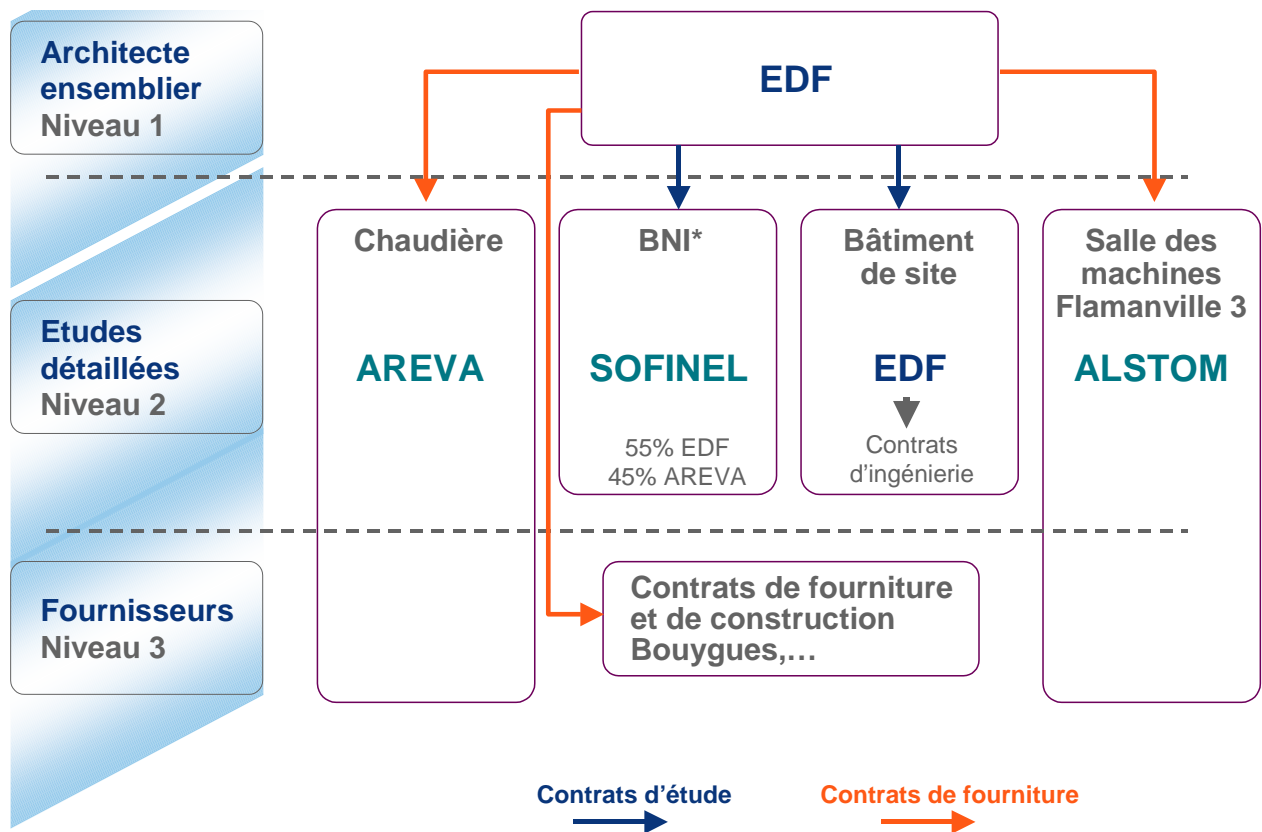 Architecte
ensemblier
Niveau 1
EDF
Chaudière
AREVA
BNI*
SOFINEL
55% EDF
45% AREVA
Bâtiment
de site
EDF
Contrats
d'ingénierie
Salle des
machines
Flamanville 3
ALSTOM
Etudes
détaillées
Niveau 2
Fournisseurs
Niveau 3
Contrats de fourniture
et de construction
Bouygues,…
Contrats d'étude
Contrats de fourniture